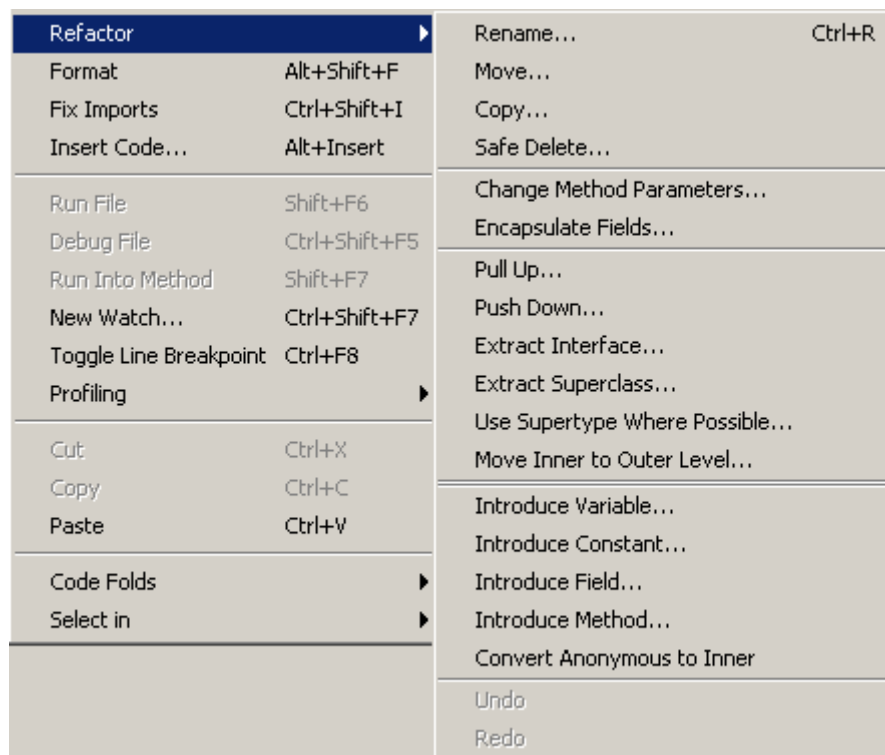 Refactor
Format Alt+Shift+F
Fix Imports Ctrl+Shift+I
Insert Code... Alt+Insert
Run File Shift+F6
Debug File Ctrl+Shift+F5
Run Into Method Shift+F7
New Watch... Ctrl+Shift+F7
Toggle Line Breakpoint Ctrl+F8
Profiling
Cut Ctrl+X
Copy Ctrl+C
Paste Ctrl+V
Code Folds
Select in
Rename... Ctrl+R
Move...
Copy...
Safe Delete...
Change Method Parameters...
Encapsulate Fields...
Pull Up...
Push Down...
Extract Interface...
Extract Superclass...
Use Supertype Where Possible...
Move Inner to Outer Level...
Introduce Variable...
Introduce Constant...
Introduce Field...
Introduce Method...
Convert Anonymous to Inner
Undo
Redo